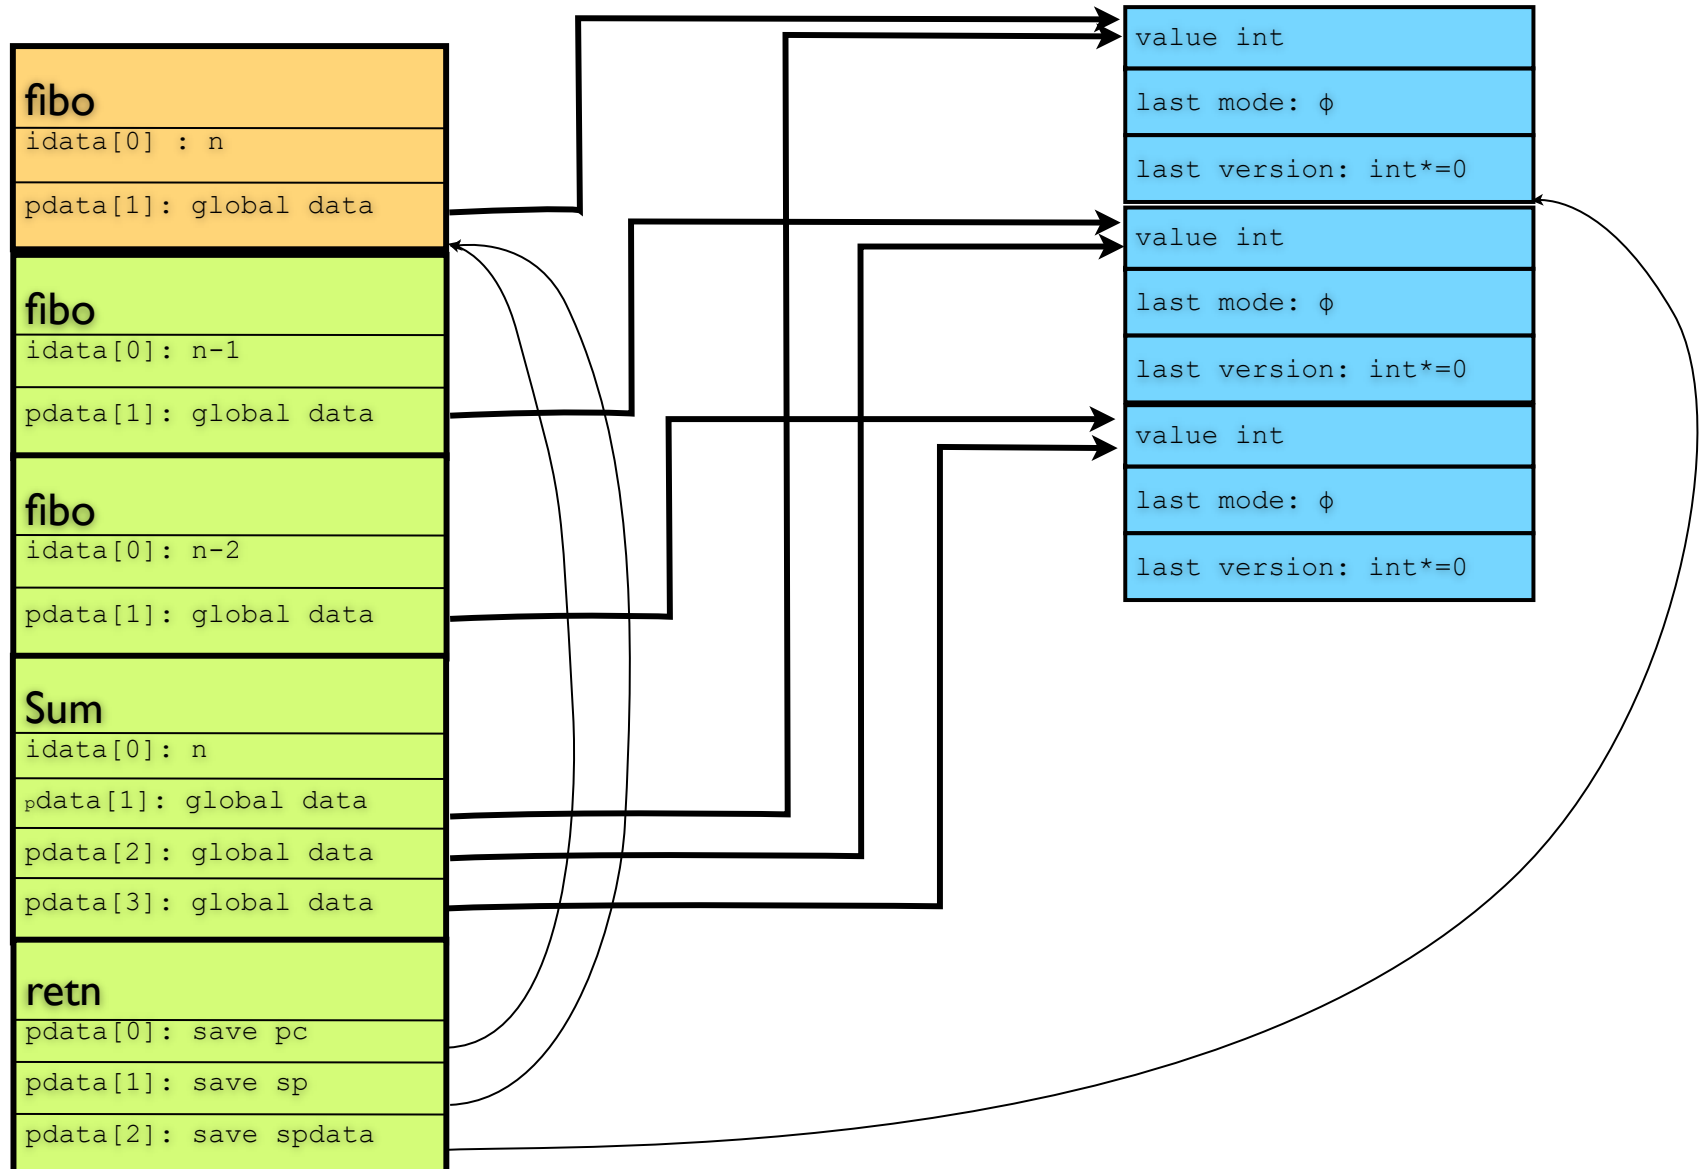 fibo
idata[0] : n
pdata[1]: global data
fibo
idata[0]: n-1
pdata[1]: global data
fibo
idata[0]: n-2
pdata[1]: global data
Sum
idata[0]: n
pdata[1]: global data
pdata[2]: global data
pdata[3]: global data
retn
pdata[0]: save pc
pdata[1]: save sp
pdata[2]: save spdata
value int
last mode: ϕ
last version: int*=0
value int
last mode: ϕ
last version: int*=0
value int
last mode: ϕ
last version: int*=0